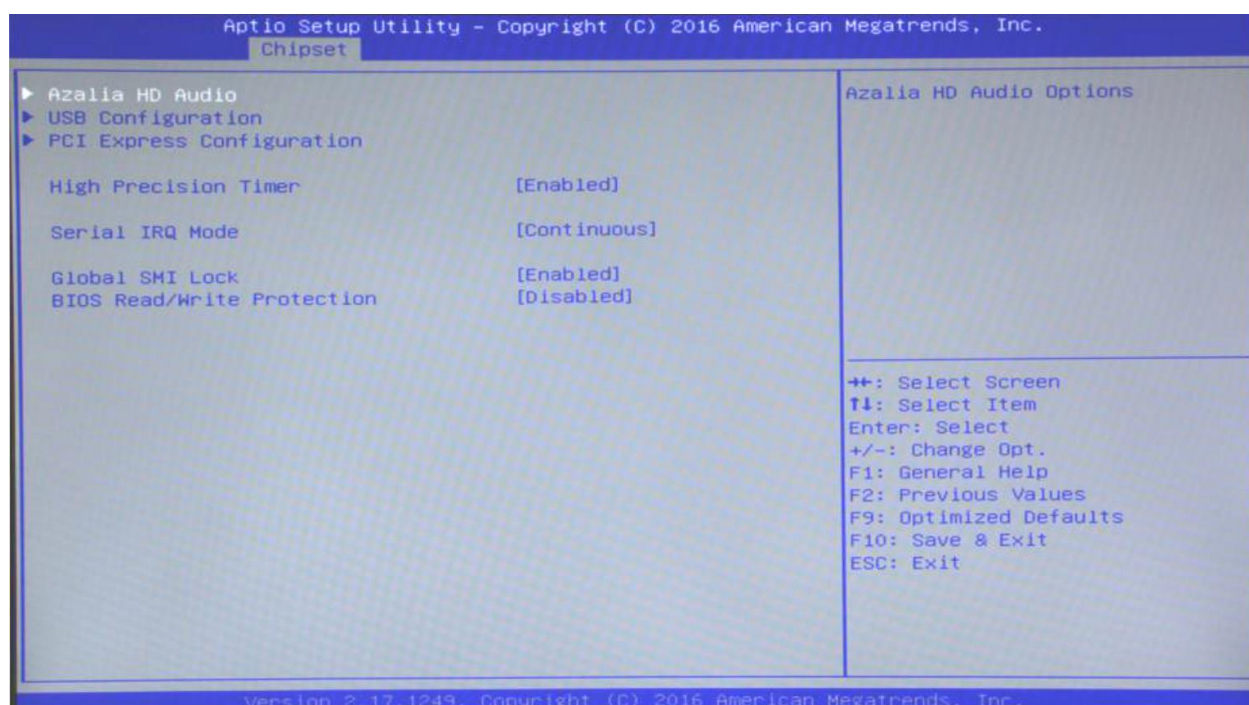 Aptio Setup Utility – Copyright (C) 2016 American Megatrends, Inc.
Chipset
► Azalia HD Audio
► USB Configuration
► PCI Express Configuration
High Precision Timer [Enabled]
Serial IRQ Mode [Continuous]
Global SMI Lock [Enabled]
BIOS Read/Write Protection [Disabled]
Azalia HD Audio Options
→←: Select Screen
↑↓: Select Item
Enter: Select
+/-: Change Opt.
F1: General Help
F2: Previous Values
F9: Optimized Defaults
F10: Save & Exit
ESC: Exit
Version 2.17.1249. Copyright (C) 2016 American Megatrends, Inc.